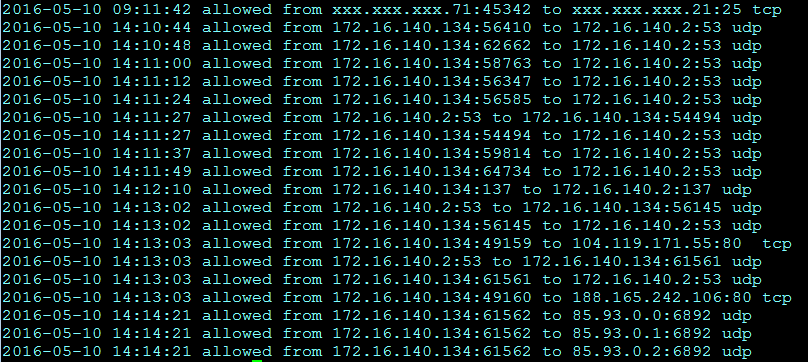 2016-05-10 09:11:42 allowed from xxx.xxx.xxx.71:45342 to xxx.xxx.xxx.21:25 tcp
2016-05-10 14:10:44 allowed from 172.16.140.134:56410 to 172.16.140.2:53 udp
2016-05-10 14:10:48 allowed from 172.16.140.134:62662 to 172.16.140.2:53 udp
2016-05-10 14:11:00 allowed from 172.16.140.134:58763 to 172.16.140.2:53 udp
2016-05-10 14:11:12 allowed from 172.16.140.134:56347 to 172.16.140.2:53 udp
2016-05-10 14:11:24 allowed from 172.16.140.134:56585 to 172.16.140.2:53 udp
2016-05-10 14:11:27 allowed from 172.16.140.2:53 to 172.16.140.134:54494 udp
2016-05-10 14:11:27 allowed from 172.16.140.134:54494 to 172.16.140.2:53 udp
2016-05-10 14:11:37 allowed from 172.16.140.134:59814 to 172.16.140.2:53 udp
2016-05-10 14:11:49 allowed from 172.16.140.134:64734 to 172.16.140.2:53 udp
2016-05-10 14:12:10 allowed from 172.16.140.134:137 to 172.16.140.2:137 udp
2016-05-10 14:13:02 allowed from 172.16.140.2:53 to 172.16.140.134:56145 udp
2016-05-10 14:13:02 allowed from 172.16.140.134:56145 to 172.16.140.2:53 udp
2016-05-10 14:13:03 allowed from 172.16.140.134:49159 to 104.119.171.55:80  tcp
2016-05-10 14:13:03 allowed from 172.16.140.2:53 to 172.16.140.134:61561 udp
2016-05-10 14:13:03 allowed from 172.16.140.134:61561 to 172.16.140.2:53 udp
2016-05-10 14:13:03 allowed from 172.16.140.134:49160 to 188.165.242.106:80 tcp
2016-05-10 14:14:21 allowed from 172.16.140.134:61562 to 85.93.0.0:6892 udp
2016-05-10 14:14:21 allowed from 172.16.140.134:61562 to 85.93.0.1:6892 udp
2016-05-10 14:14:21 allowed from 172.16.140.134:61562 to 85.93.0.2:6892 udp